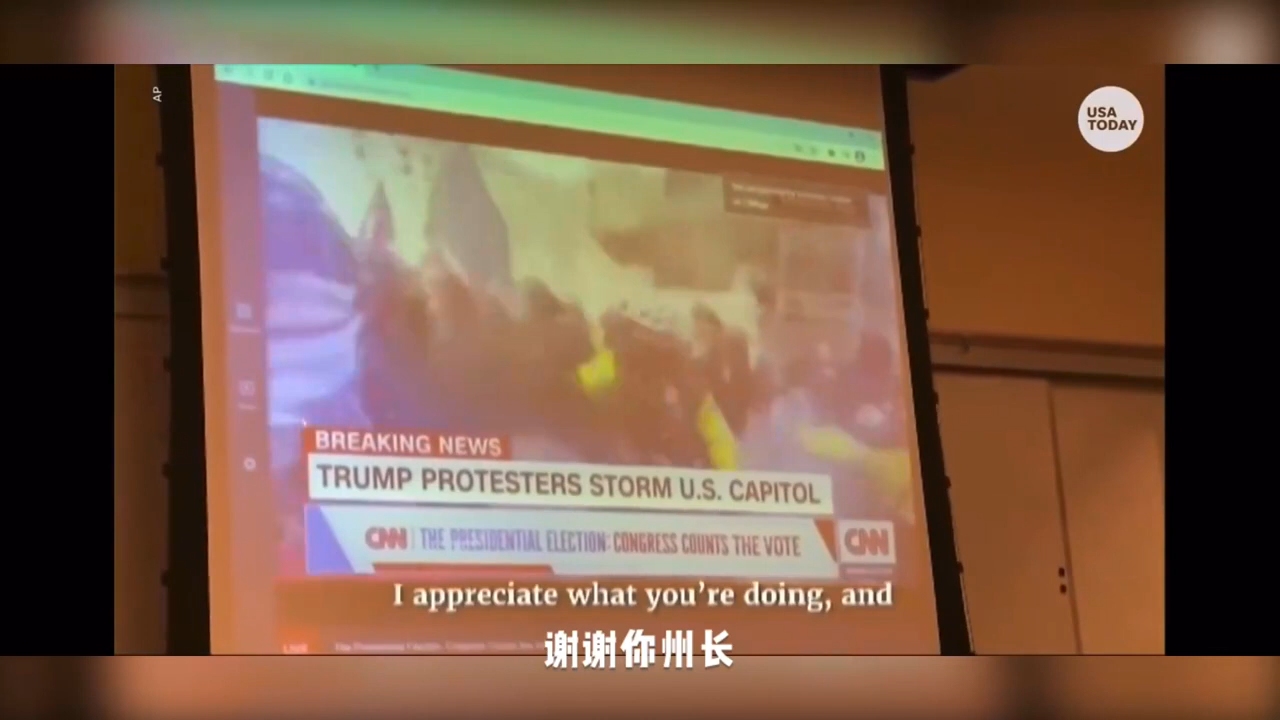 AP
USA
TODAY
BREAKING NEWS
TRUMP PROTESTERS STORM U.S. CAPITOL
CNN THE PRESIDENTIAL ELECTION: CONGRESS COUNTS THE VOTE
CNN
I appreciate what you're doing, and
LIVE
谢谢你州长